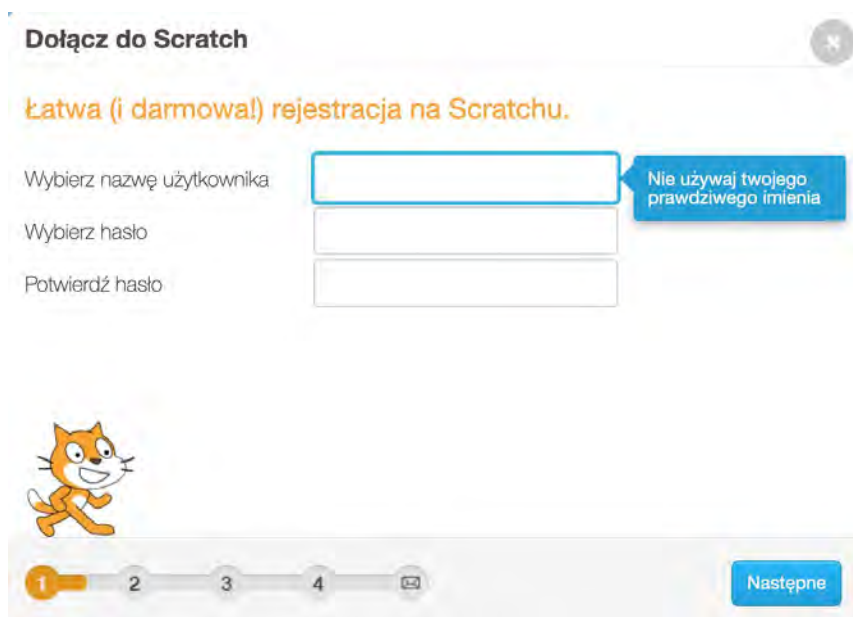 Dołącz do Scratch
Łatwa (i darmowa!) rejestracja na Scratchu.
Wybierz nazwę użytkownika
Nie używaj twojego
prawdziwego imienia
Wybierz hasło
Potwierdź hasło
1 2 3 4
Następne